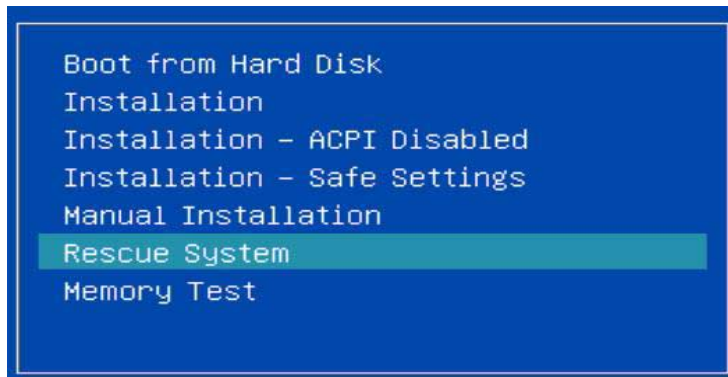 Boot from Hard Disk
Installation
Installation – ACPI Disabled
Installation – Safe Settings
Manual Installation
Rescue System
Memory Test